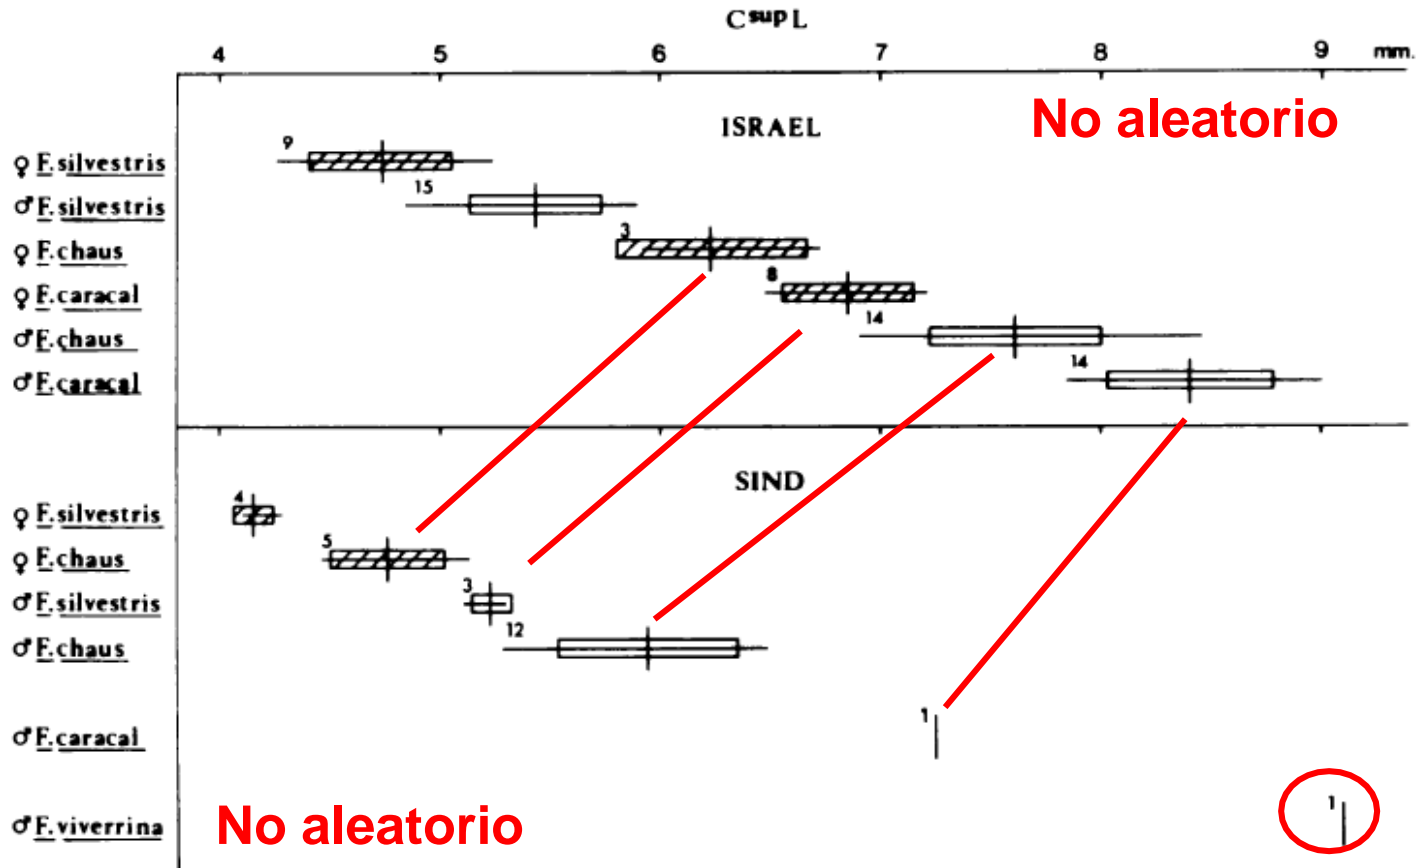 CsupL
4 5 6 7 8 9 mm.
No aleatorio
ISRAEL
9
♀ F.silvestris
15
♂ F.silvestris
3
♀ F.chaus
8
♀ F.caracal
14
♂ F.chaus
14
♂ F.caracal
SIND
4
♀ F.silvestris
5
♀ F.chaus
3
♂ F.silvestris
12
♂ F.chaus
1
♂ F.caracal
1
♂ F.viverrina
No aleatorio